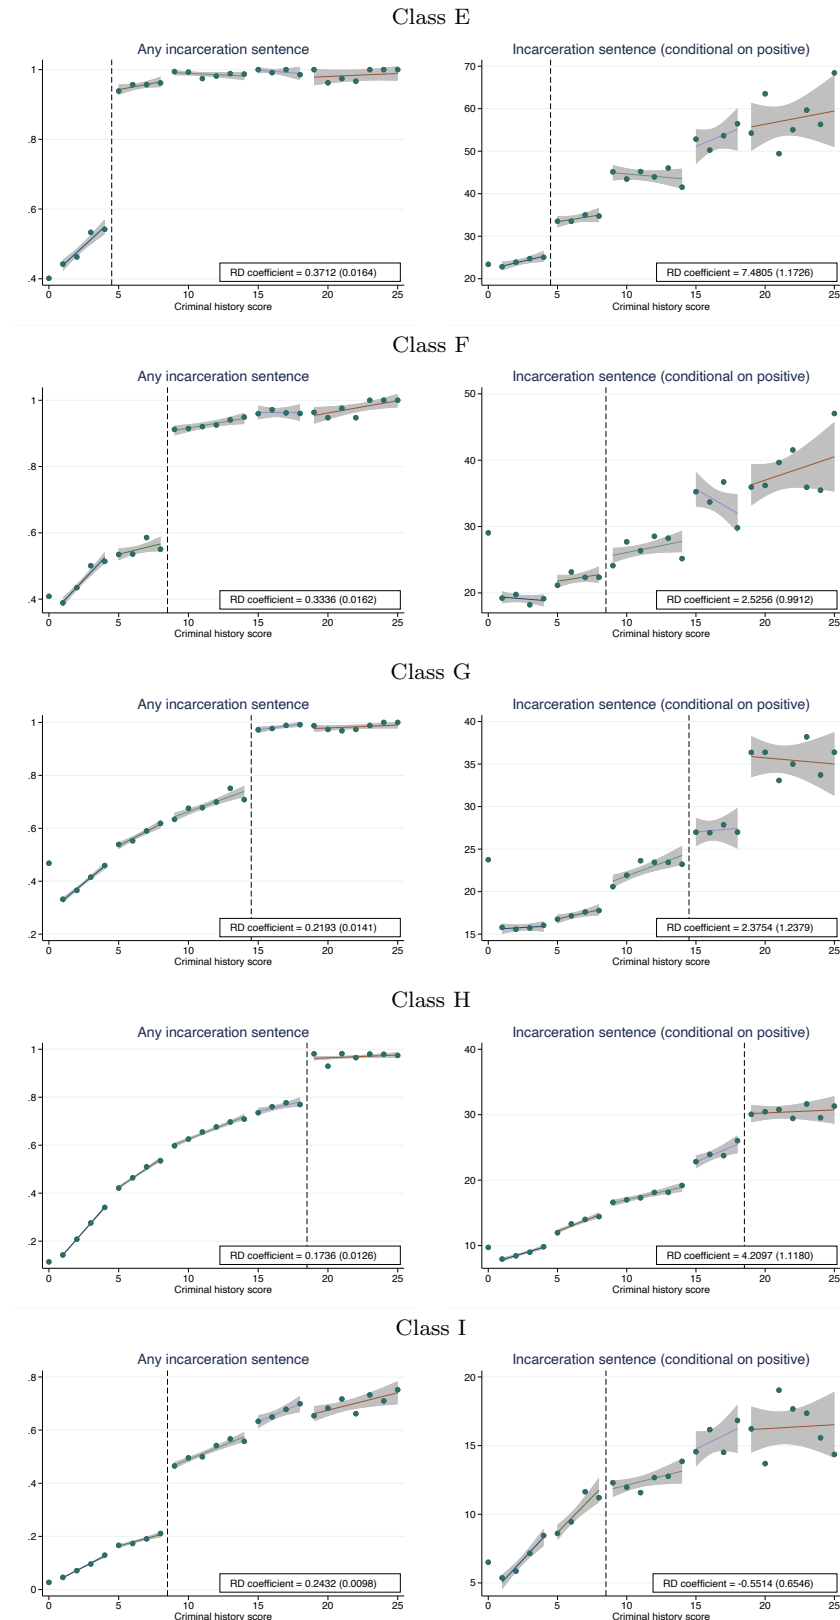 Class E
Any incarceration sentence
1
.8
.6
.4
RD coefficient = 0.3712 (0.0164)
0 5 10 15 20 25
Criminal history score
Incarceration sentence (conditional on positive)
70
60
50
40
30
20
RD coefficient = 7.4805 (1.1726)
0 5 10 15 20 25
Criminal history score
Class F
Any incarceration sentence
1
.8
.6
.4
RD coefficient = 0.3336 (0.0162)
0 5 10 15 20 25
Criminal history score
Incarceration sentence (conditional on positive)
50
40
30
20
RD coefficient = 2.5256 (0.9912)
0 5 10 15 20 25
Criminal history score
Class G
Any incarceration sentence
1
.8
.6
.4
.2
RD coefficient = 0.2193 (0.0141)
0 5 10 15 20 25
Criminal history score
Incarceration sentence (conditional on positive)
40
35
30
25
20
15
RD coefficient = 2.3754 (1.2379)
0 5 10 15 20 25
Criminal history score
Class H
Any incarceration sentence
1
.8
.6
.4
.2
RD coefficient = 0.1736 (0.0126)
0 5 10 15 20 25
Criminal history score
Incarceration sentence (conditional on positive)
40
30
20
10
RD coefficient = 4.2097 (1.1180)
0 5 10 15 20 25
Criminal history score
Class I
Any incarceration sentence
.8
.6
.4
.2
0
RD coefficient = 0.2432 (0.0098)
0 5 10 15 20 25
Criminal history score
Incarceration sentence (conditional on positive)
20
15
10
5
RD coefficient = -0.5514 (0.6546)
0 5 10 15 20 25
Criminal history score